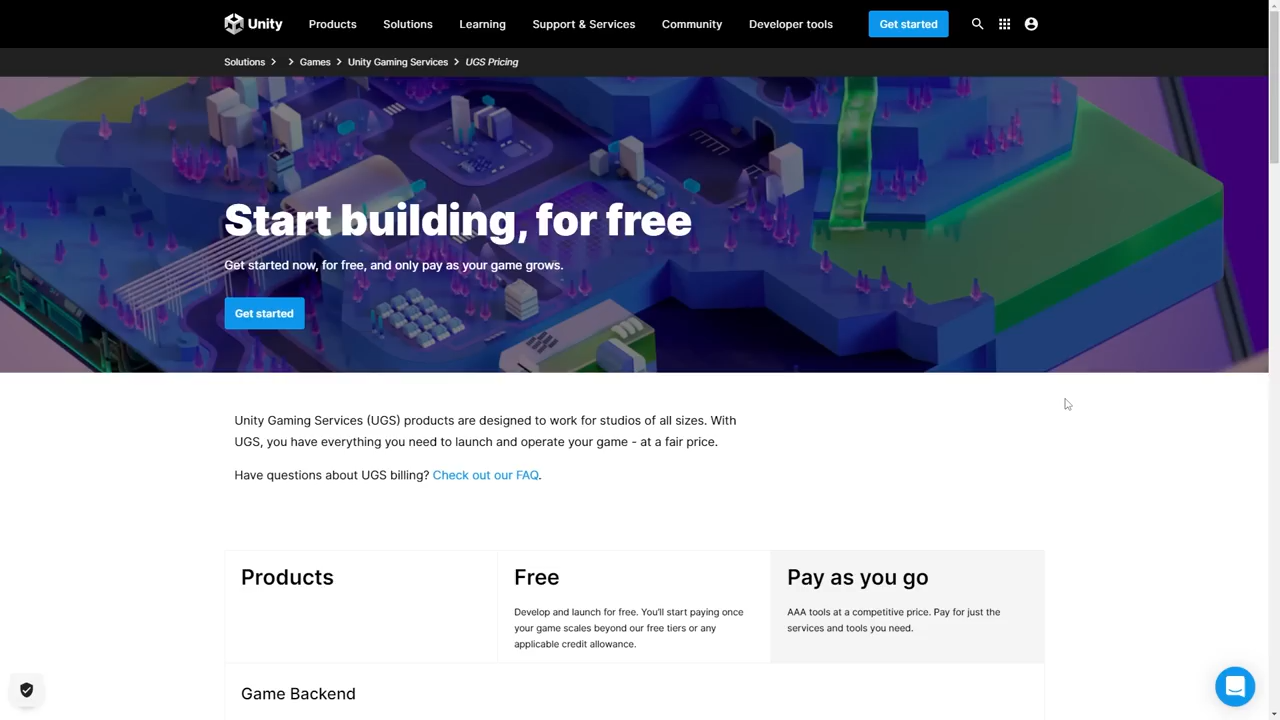 Unity
Products
Solutions
Learning
Support & Services
Community
Developer tools
Get started
Solutions
Games
Unity Gaming Services
UGS Pricing
Start building, for free
Get started now, for free, and only pay as your game grows.
Get started
Unity Gaming Services (UGS) products are designed to work for studios of all sizes. With
UGS, you have everything you need to launch and operate your game - at a fair price.
Have questions about UGS billing? Check out our FAQ.
Products
Free
Develop and launch for free. You'll start paying once
your game scales beyond our free tiers or any
applicable credit allowance.
Pay as you go
AAA tools at a competitive price. Pay for just the
services and tools you need.
Game Backend